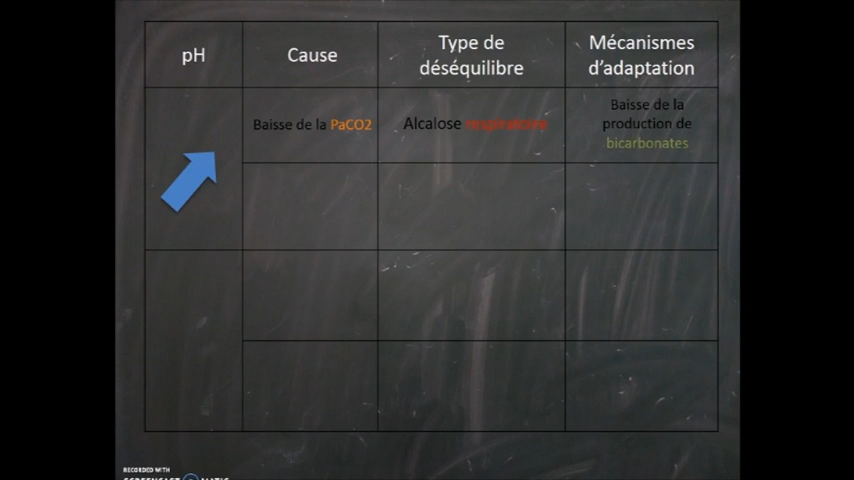 pH
Cause
Type de
déséquilibre
Mécanismes
d'adaptation
Baisse de la PaCO2
Alcalose respiratoire
Baisse de la
production de
bicarbonates
RECORDED WITH